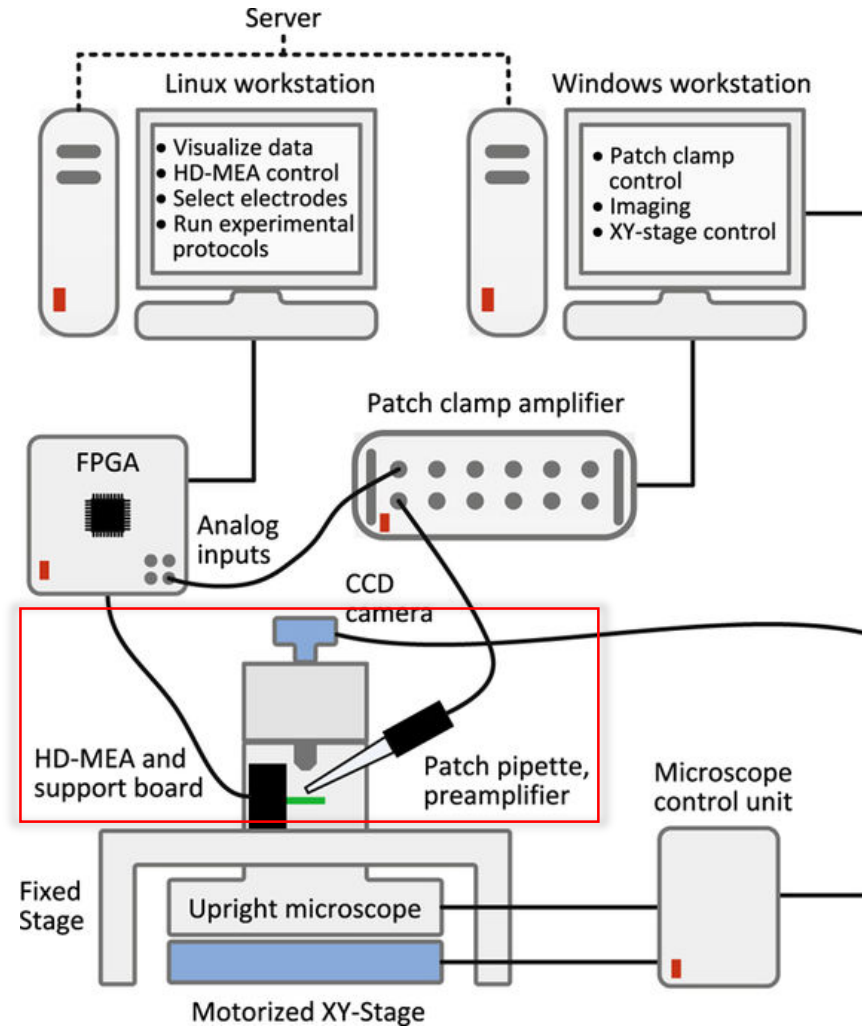 Server
Linux workstation
Windows workstation
• Visualize data
• HD-MEA control
• Select electrodes
• Run experimental
protocols
• Patch clamp
control
• Imaging
• XY-stage control
Patch clamp amplifier
FPGA
Analog
inputs
CCD
camera
HD-MEA and
support board
Patch pipette,
preamplifier
Microscope
control unit
Fixed
Stage
Upright microscope
Motorized XY-Stage